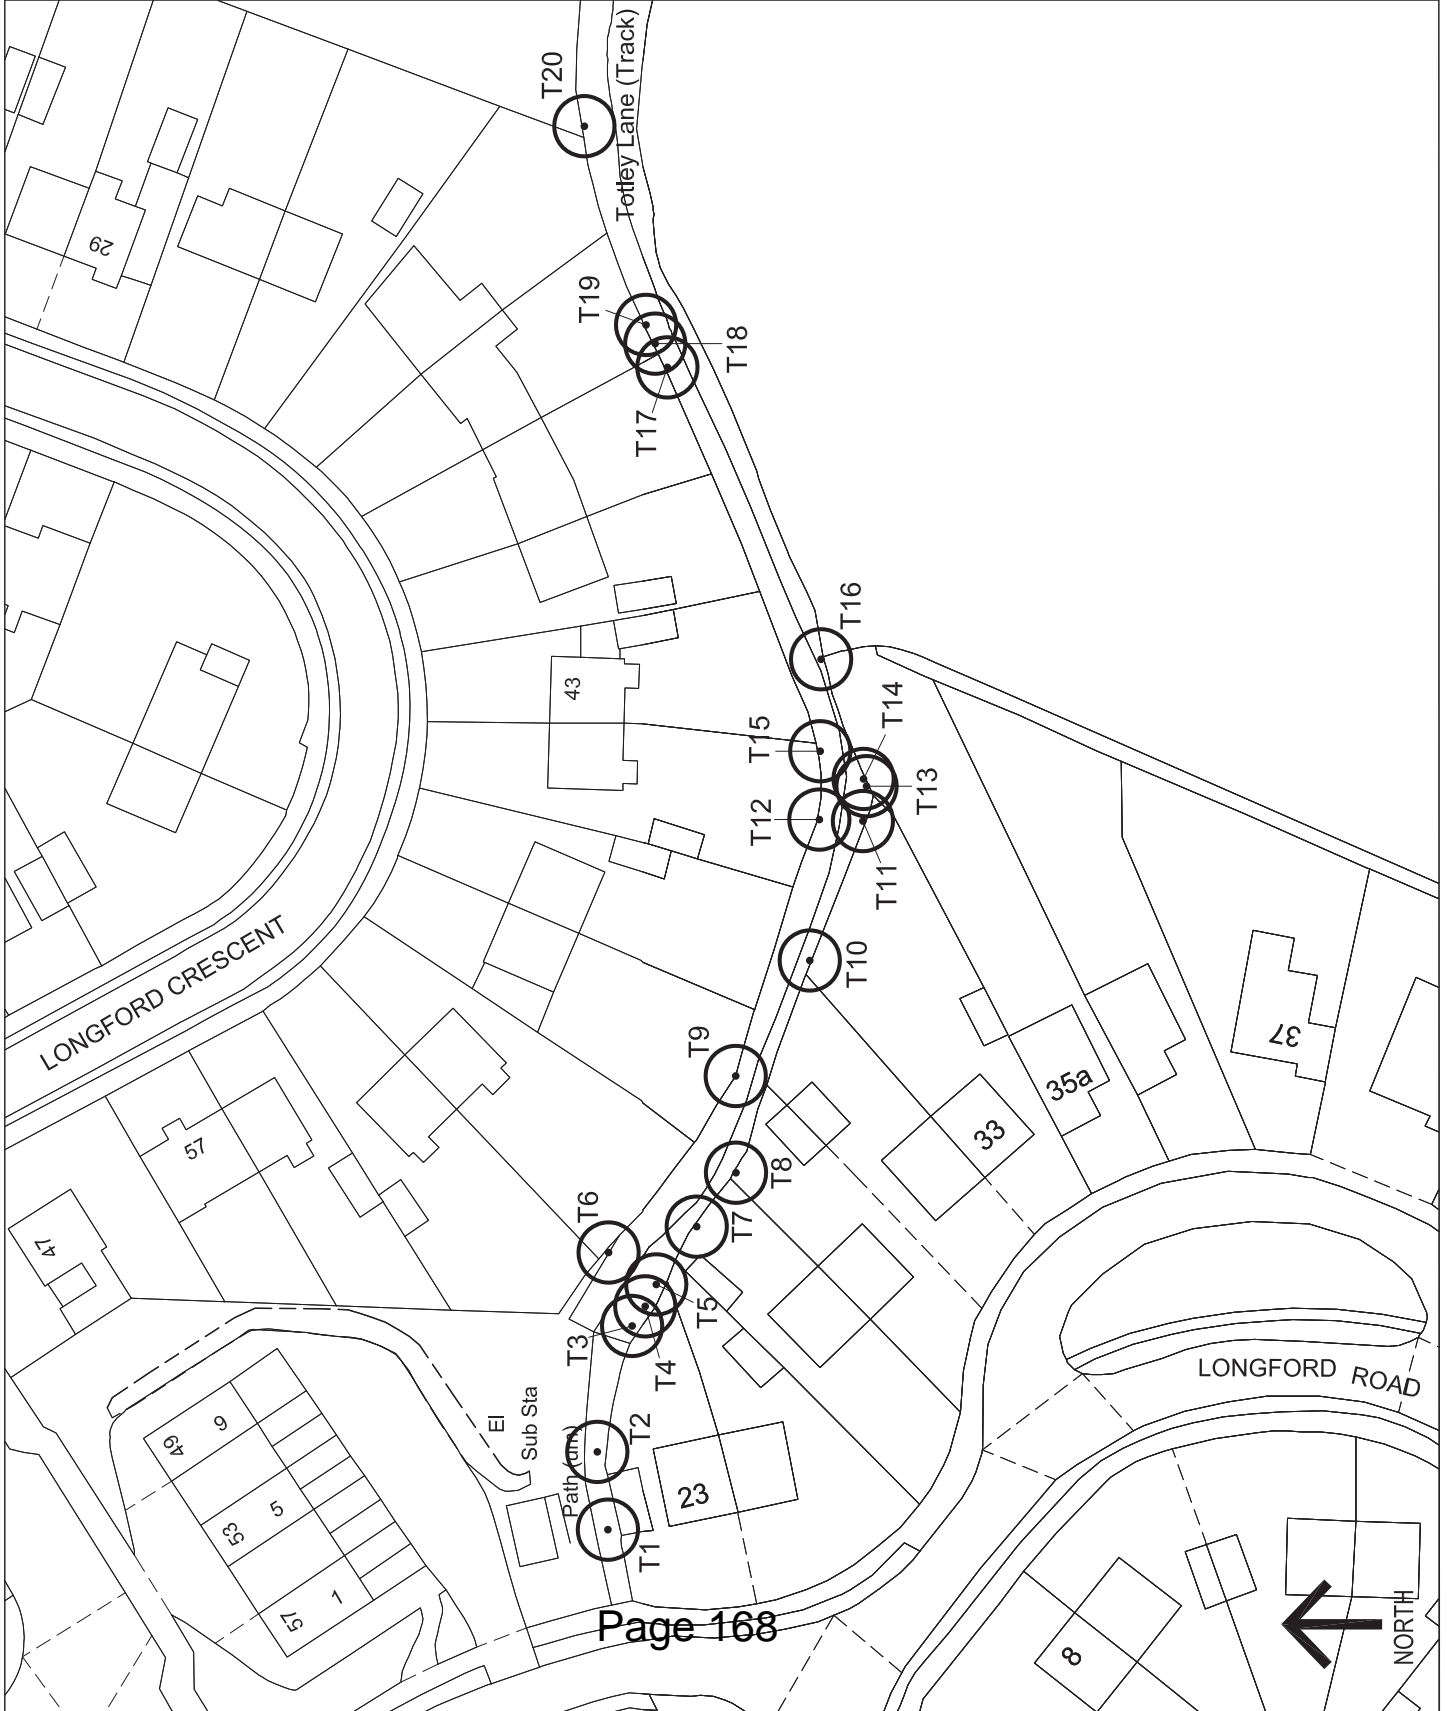 T20
Totley Lane (Track)
29
T19
T18
T17
T16
43
T14
T15
T13
T12
T11
LONGFORD CRESCENT
T10
37
T9
35a
33
57
T8
T6
47
T7
T5
T3
T4
LONGFORD ROAD
El
Sub Sta
T2
Path (um)
49
9
53
5
57
1
23
T1
Page 168
8
NORTH